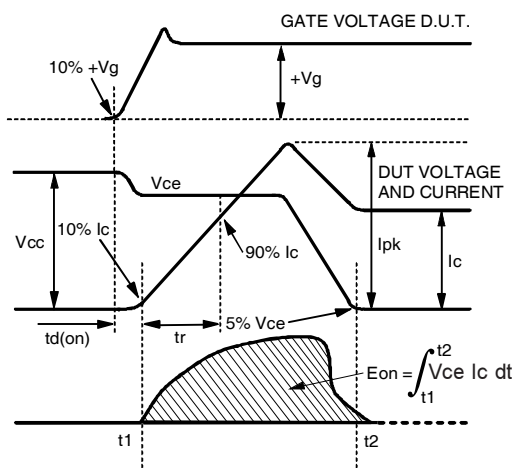 GATE VOLTAGE D.U.T.
10% +Vg
+Vg
Vce
DUT VOLTAGE
AND CURRENT
Vcc
10% Ic
90% Ic
Ipk
Ic
td(on)
tr
5% Vce
Eon = ∫ t1 t2 Vce Ic dt
t1
t2